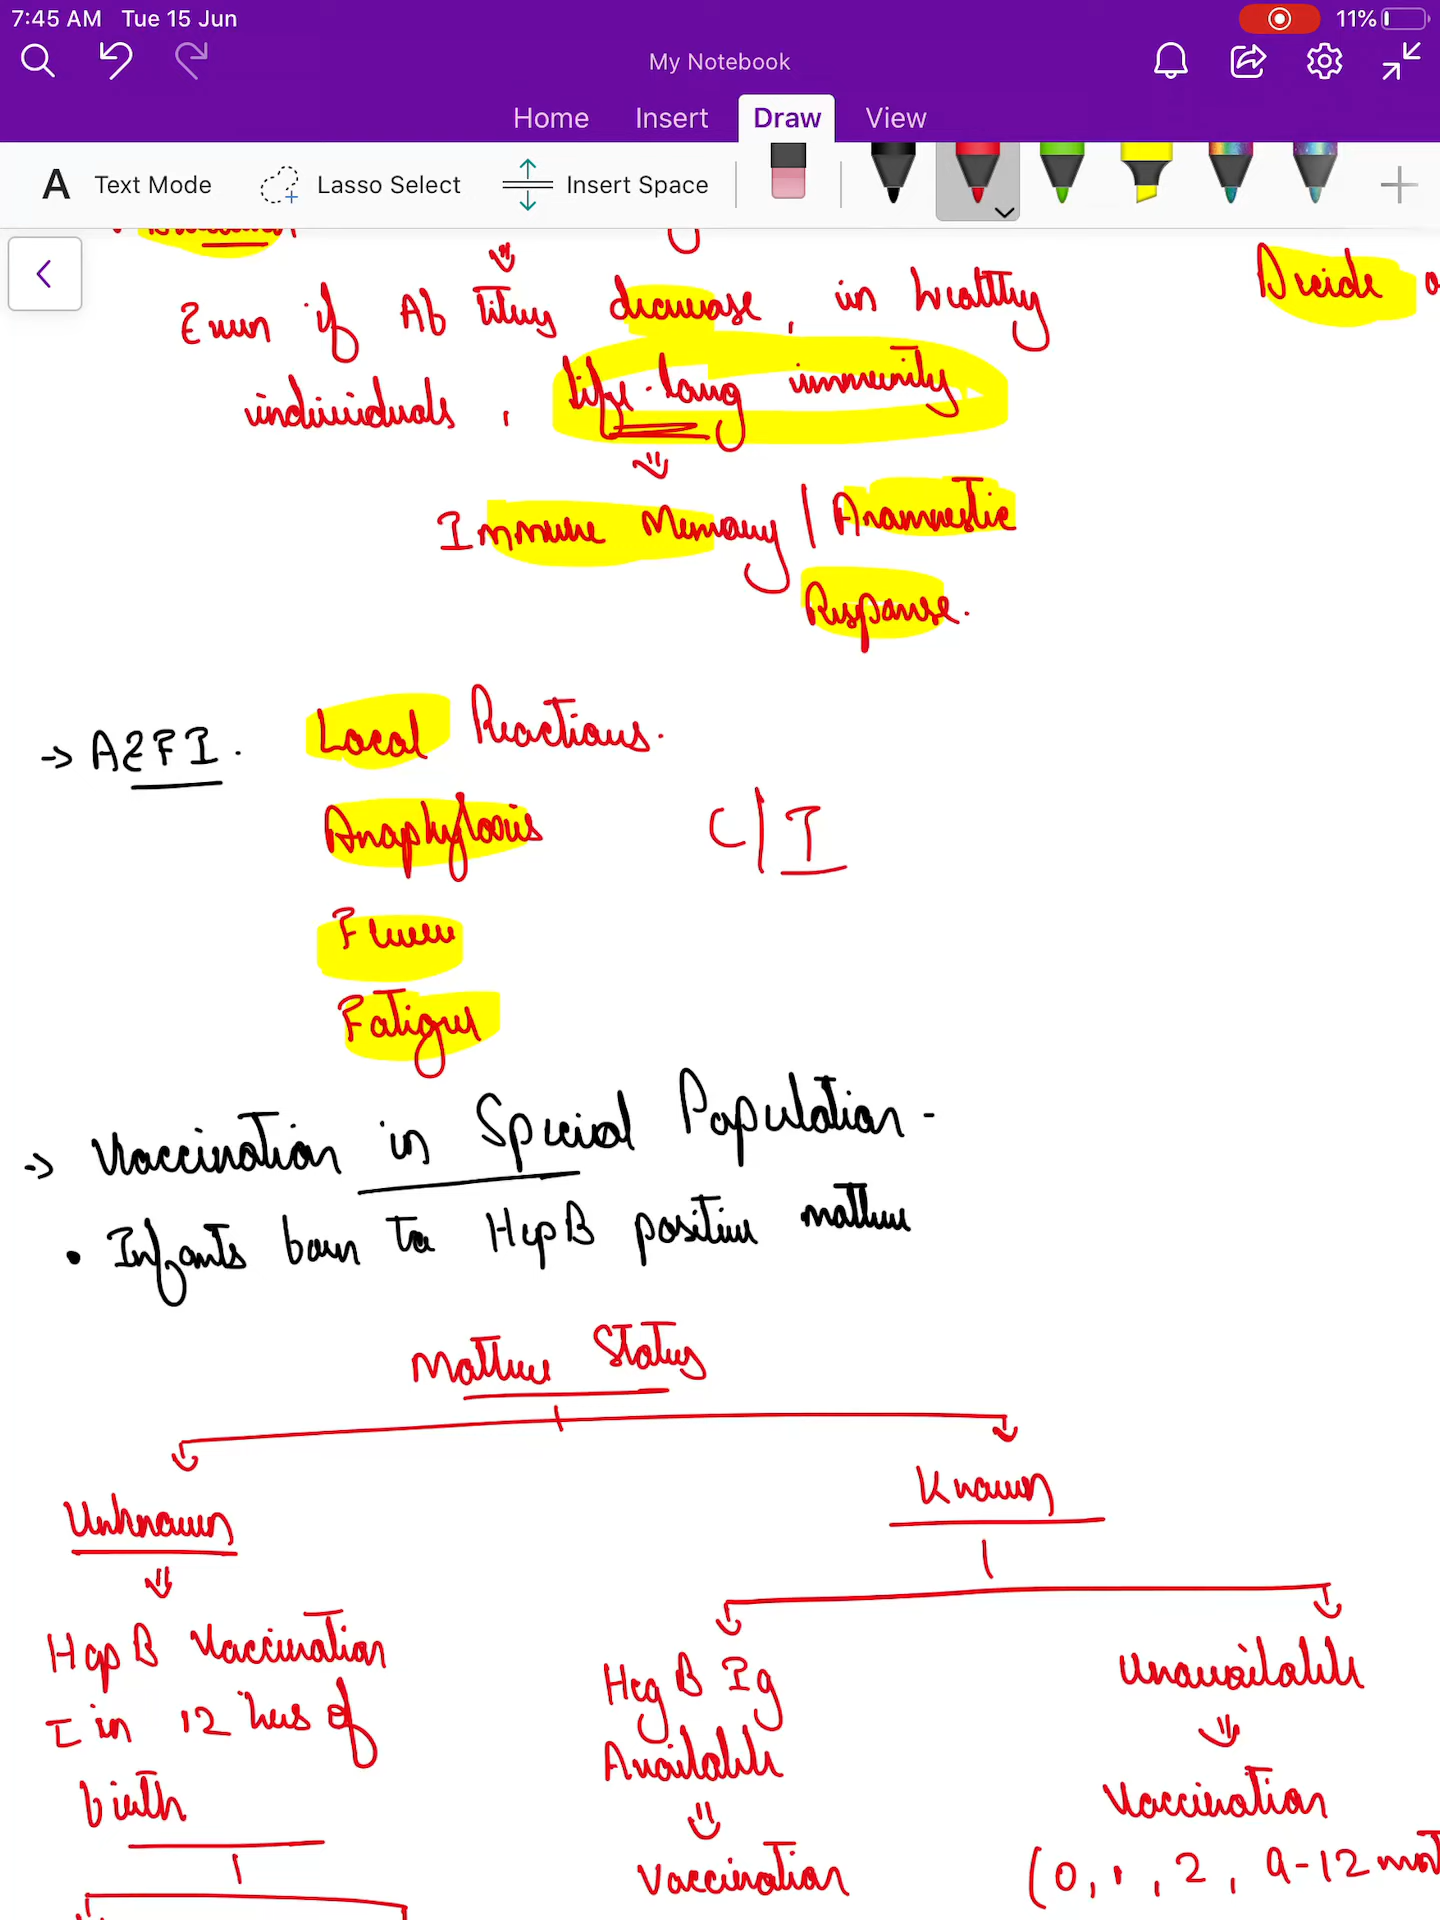 7:45 AM Tue 15 Jun 11%
My Notebook
Home Insert Draw View
A Text Mode Lasso Select Insert Space
Decide
Even if Ab titers decrease, in healthy
individuals, life-long immunity
Immune Memory / Anamnestic
Response.
→ AEFI. Local Reactions.
Anaphylaxis C/I
Fever
Fatigue
→ Vaccination in Special Population -
• Infants born to HepB positive mother
Mother Status
Unknown Known
HepB Vaccination
I in 12 hrs of
birth
Hep B Ig
Available
Vaccination
Unavailable
Vaccination
(0, 1, 2, 9-12